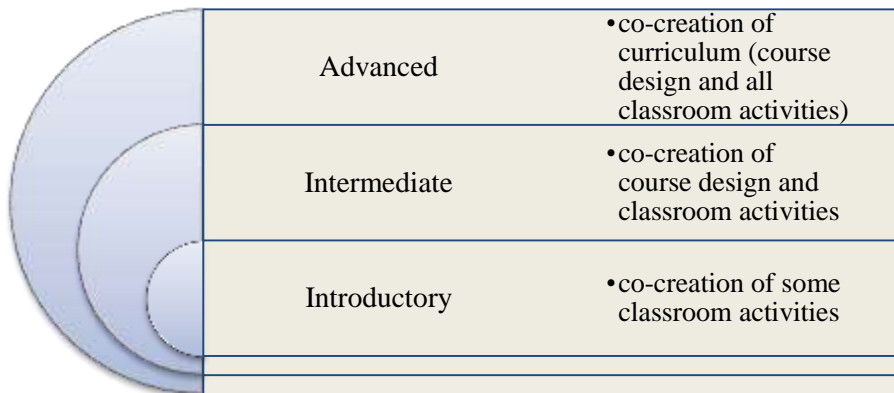 Advanced
•co-creation of
curriculum (course
design and all
classroom activities)
Intermediate
•co-creation of
course design and
classroom activities
Introductory
•co-creation of some
classroom activities